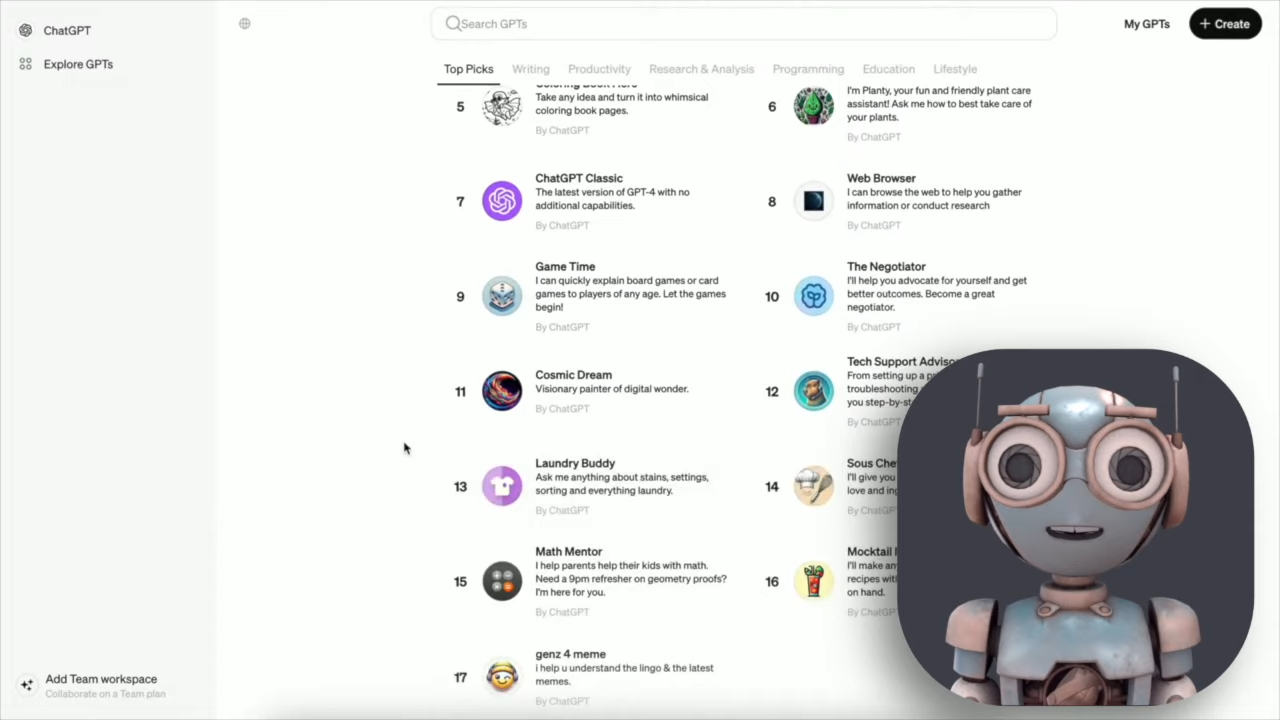 ChatGPT
Explore GPTs
Search GPTs
My GPTs
+ Create
Top Picks
Writing
Productivity
Research & Analysis
Programming
Education
Lifestyle
5
Coloring Book Hero
Take any idea and turn it into whimsical
coloring book pages.
By ChatGPT
6
I'm Planty, your fun and friendly plant care
assistant! Ask me how to best take care of
your plants.
By ChatGPT
7
ChatGPT Classic
The latest version of GPT-4 with no
additional capabilities.
By ChatGPT
8
Web Browser
I can browse the web to help you gather
information or conduct research
By ChatGPT
9
Game Time
I can quickly explain board games or card
games to players of any age. Let the games
begin!
By ChatGPT
10
The Negotiator
I'll help you advocate for yourself and get
better outcomes. Become a great
negotiator.
By ChatGPT
11
Cosmic Dream
Visionary painter of digital wonder.
By ChatGPT
12
Tech Support
From setting up a
troubleshooting
you
By ChatGPT
13
Laundry Buddy
Ask me anything about stains, settings,
sorting and everything laundry.
By ChatGPT
14
Sous
I'll give you
love and
By
15
Math Mentor
I help parents help their kids with math.
Need a 9pm refresher on geometry proofs?
I'm here for you.
By ChatGPT
16
Mocktail
I'll make
recipes
on hand.
By
17
genz 4 meme
i help u understand the lingo & the latest
memes.
By ChatGPT
Add Team workspace
Collaborate on a Team plan